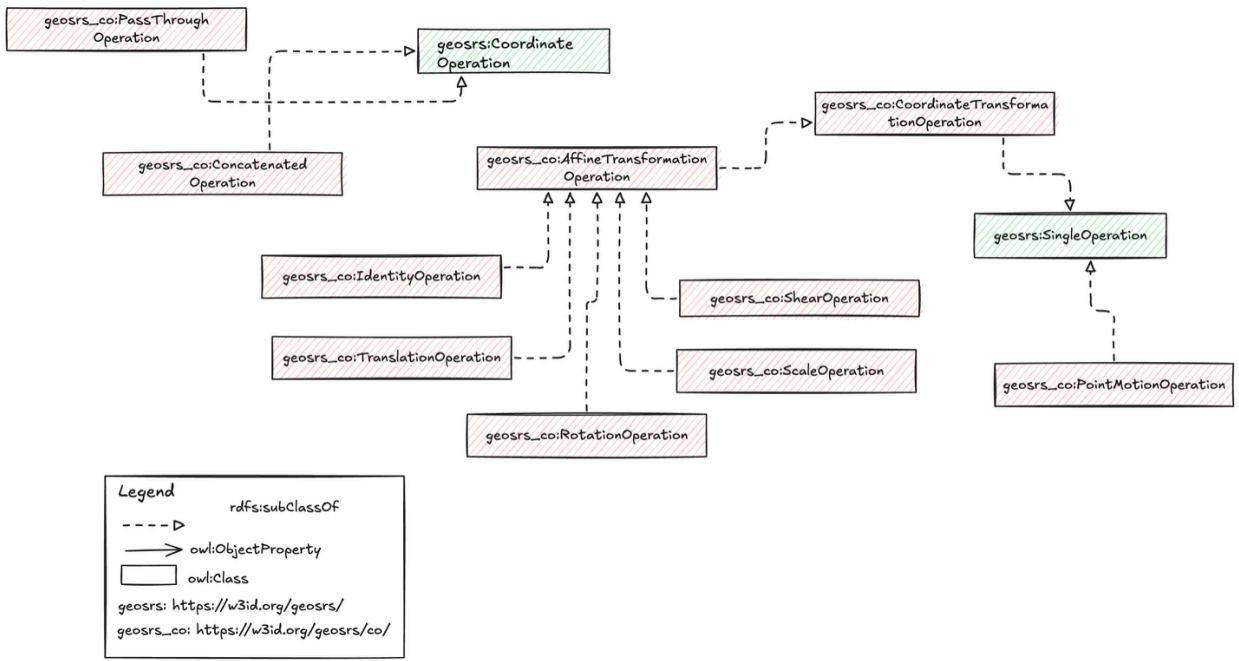 geosrs_co:PassThrough
Operation
geosrs:Coordinate
Operation
geosrs_co:CoordinateTransforma
tionOperation
geosrs_co:Concatenated
Operation
geosrs_co:AffineTransformation
Operation
geosrs:SingleOperation
geosrs_co:IdentityOperation
geosrs_co:ShearOperation
geosrs_co:TranslationOperation
geosrs_co:ScaleOperation
geosrs_co:PointMotionOperation
geosrs_co:RotationOperation
Legend
rdfs:subClassOf
owl:ObjectProperty
owl:Class
geosrs: https://w3id.org/geosrs/
geosrs_co: https://w3id.org/geosrs/co/